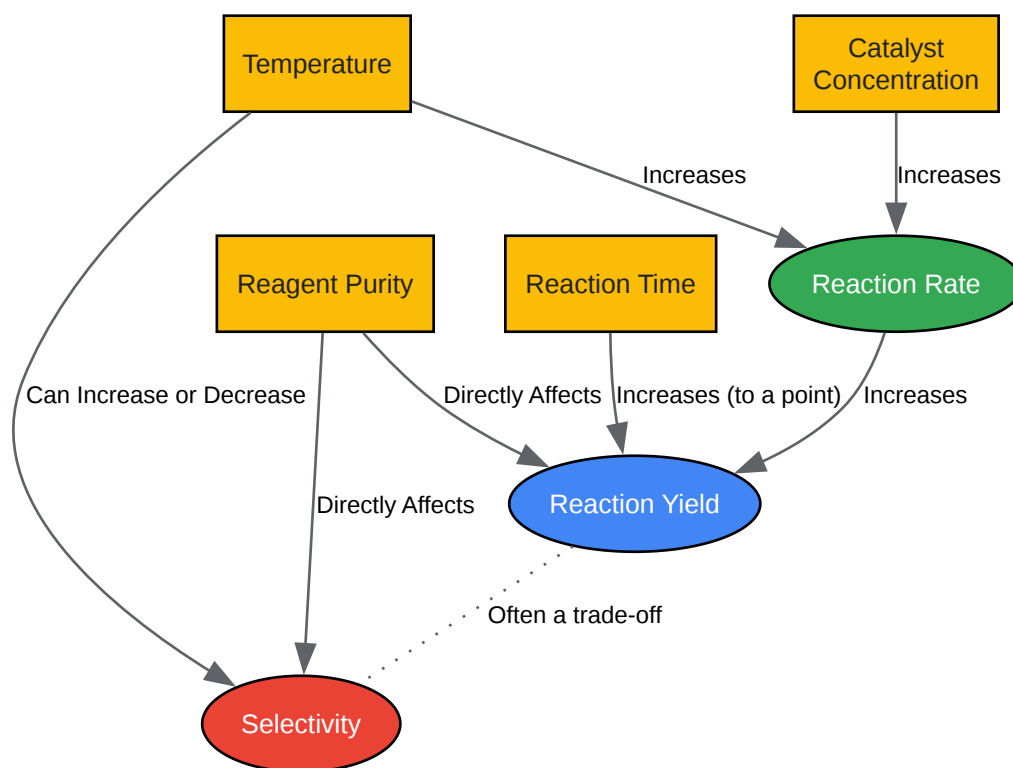 Temperature
Catalyst
Concentration
Increases
Increases
Reagent Purity
Reaction Time
Reaction Rate
Can Increase or Decrease
Directly Affects
Increases (to a point)
Increases
Directly Affects
Reaction Yield
Often a trade-off
Selectivity